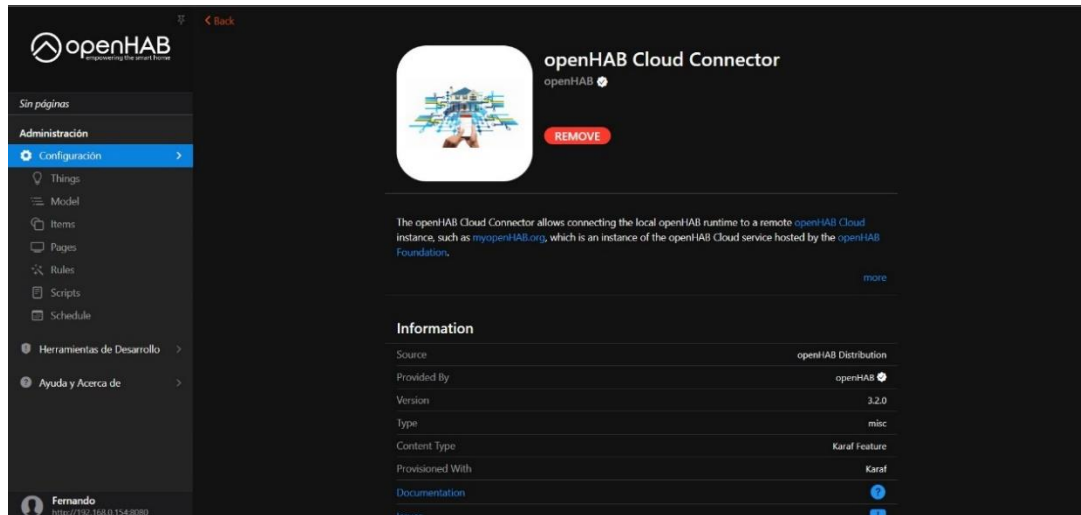 Back
openHAB
empowering the smart home
Sin páginas
Administración
Configuración
Things
Model
Items
Pages
Rules
Scripts
Schedule
Herramientas de Desarrollo
Ayuda y Acerca de
Fernando
http://192.168.0.154:8080
openHAB Cloud Connector
openHAB
REMOVE
The openHAB Cloud Connector allows connecting the local openHAB runtime to a remote openHAB Cloud
instance, such as myopenHAB.org, which is an instance of the openHAB Cloud service hosted by the openHAB
Foundation.
more
Information
Source openHAB Distribution
Provided By openHAB
Version 3.2.0
Type misc
Content Type Karaf Feature
Provisioned With Karaf
Documentation